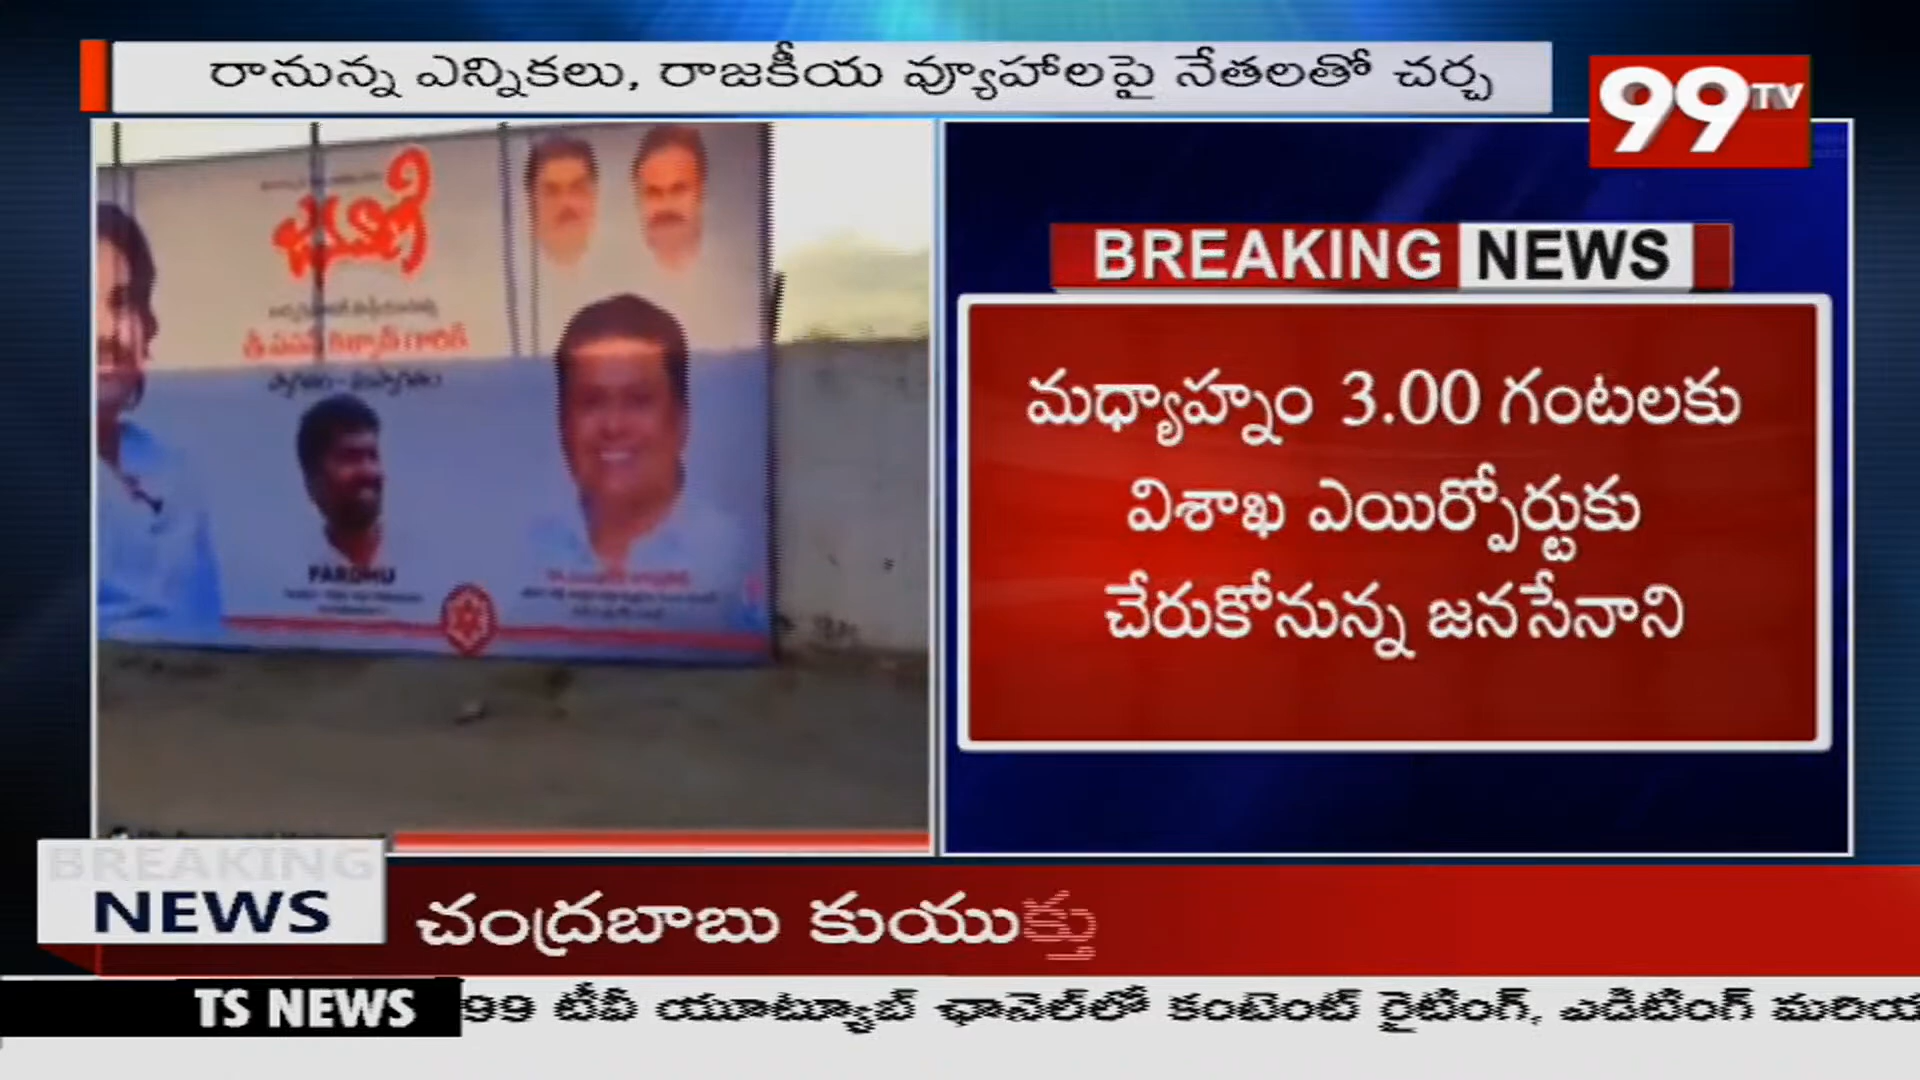 రానున్న ఎన్నికలు, రాజకీయ వ్యూహాలపై నేతలతో చర్చ
99TV
BREAKING NEWS
మధ్యాహ్నం 3.00 గంటలకు
విశాఖ ఎయిర్పోర్టుకు
చేరుకోనున్న జనసేనాని
PARDHU
BREAKING
NEWS
చంద్రబాబు కుయుక్తు
TS NEWS
99 టీవీ యూట్యూబ్ ఛానెల్‌లో కంటెంట్ రైటింగ్, ఎడిటింగ్ మరియ